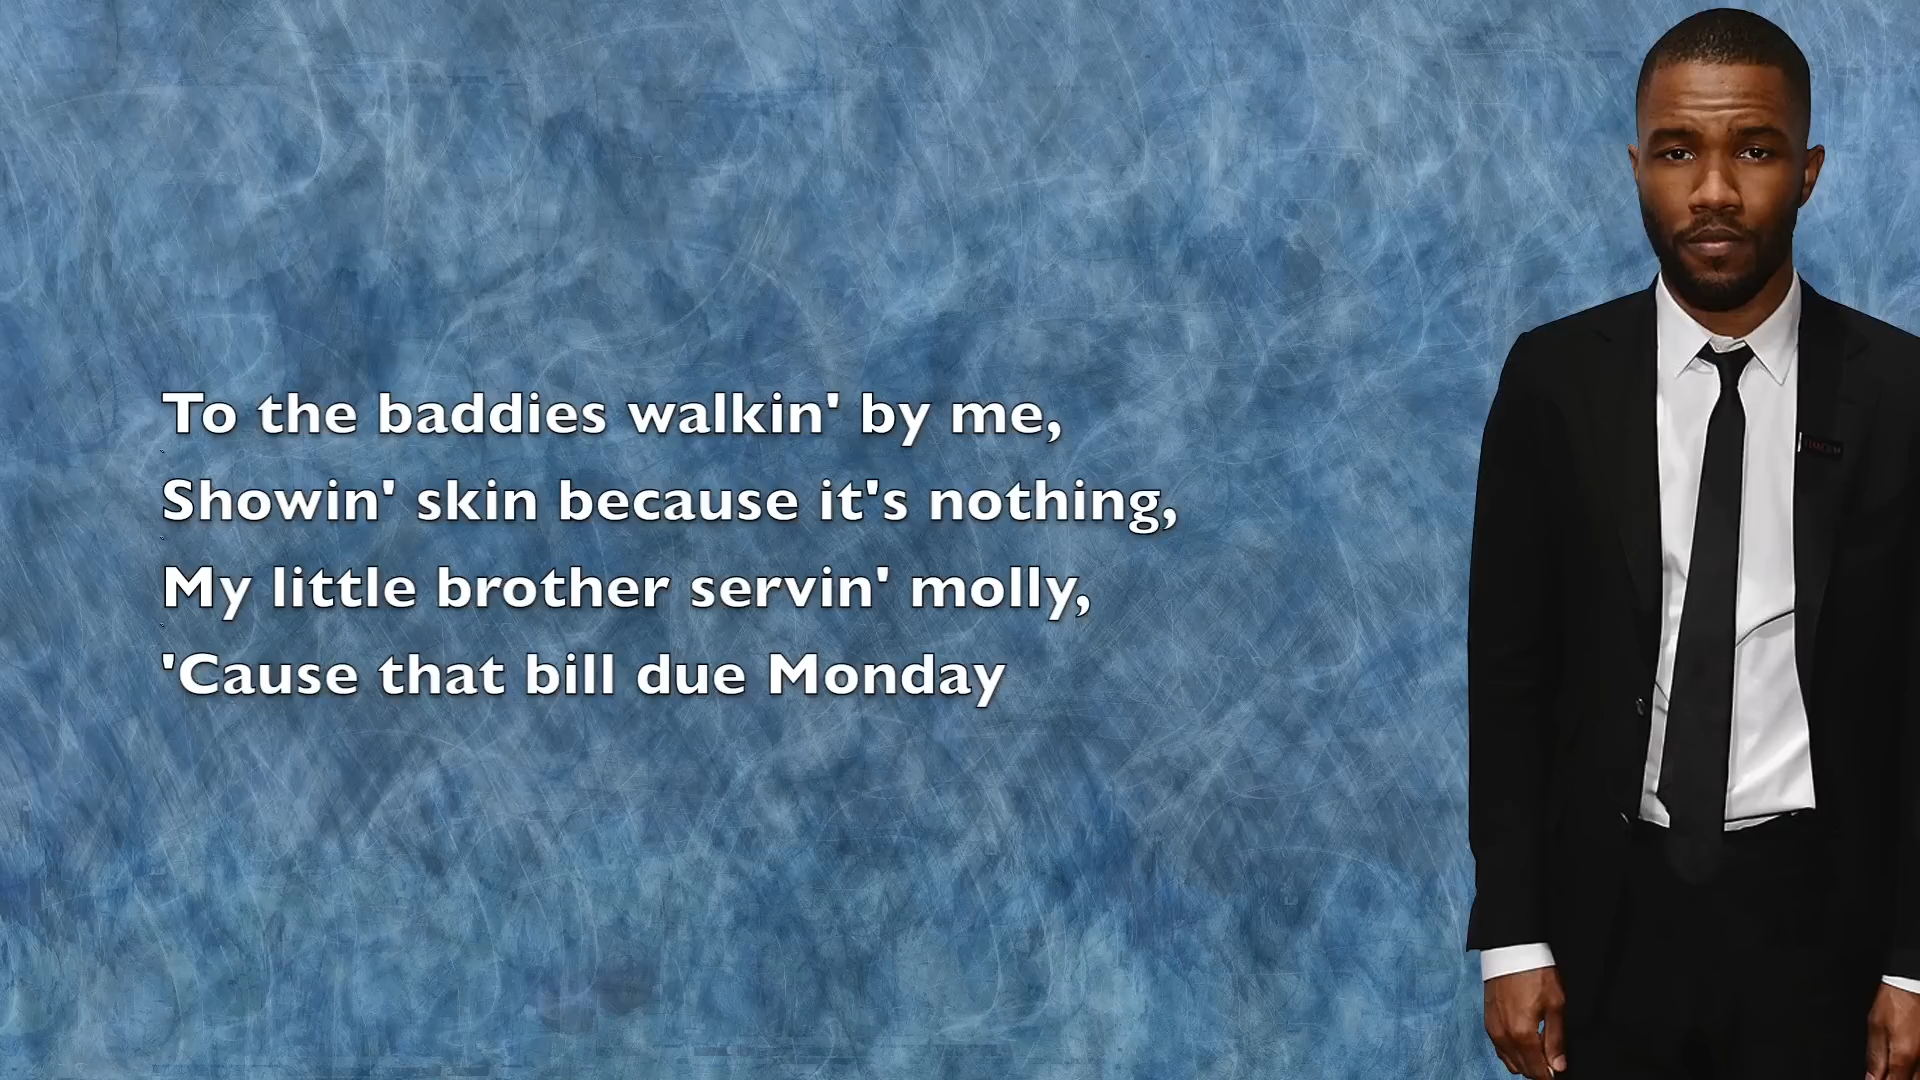 To the baddies walkin' by me,
Showin' skin because it's nothing,
My little brother servin' molly,
'Cause that bill due Monday